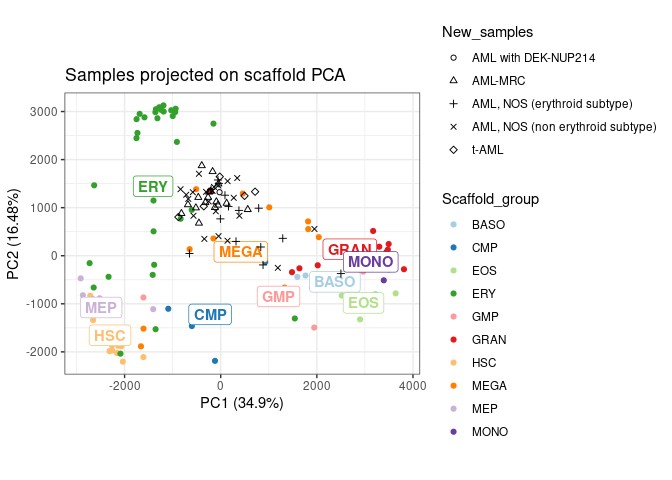 New_samples
AML with DEK-NUP214
AML-MRC
AML, NOS (erythroid subtype)
AML, NOS (non erythroid subtype)
t-AML
Samples projected on scaffold PCA
3000
2000
1000
0
-1000
-2000
PC2 (16.48%)
ERY
MEGA
GRAN
MONO
BASO
GMP
EOS
MEP
CMP
HSC
-2000
0
2000
4000
PC1 (34.9%)
Scaffold_group
BASO
CMP
EOS
ERY
GMP
GRAN
HSC
MEGA
MEP
MONO